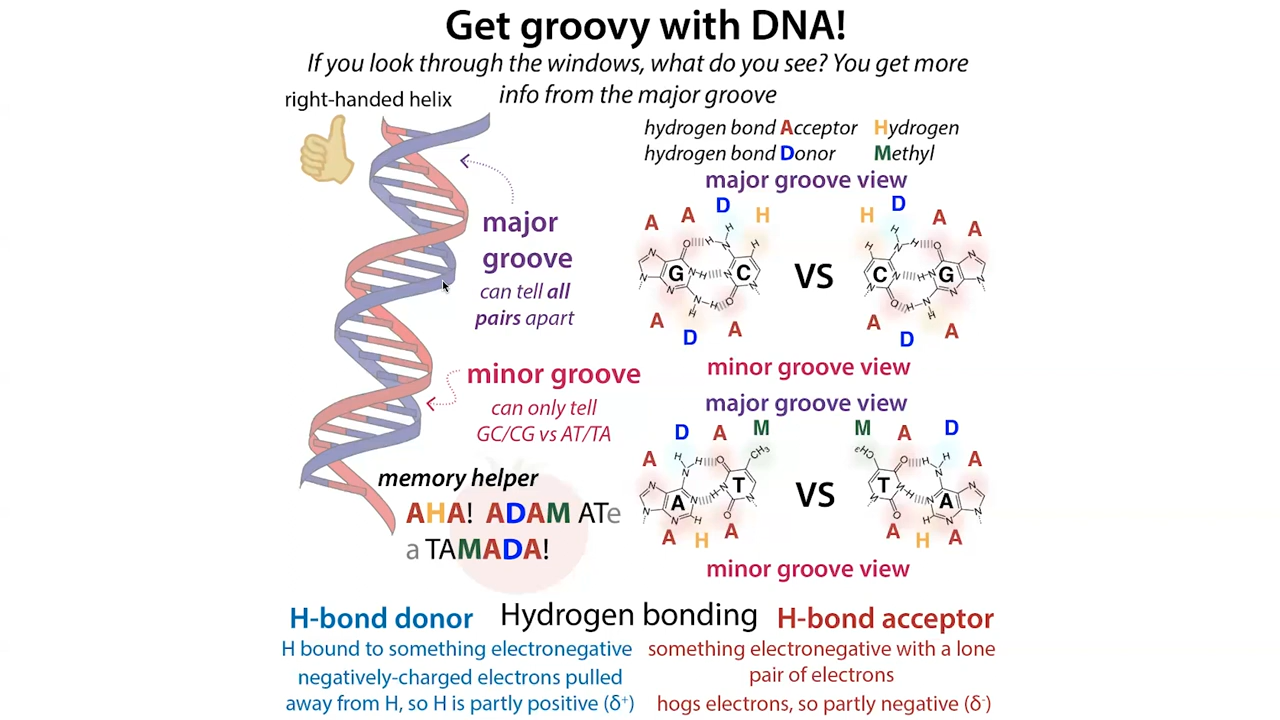 Get groovy with DNA!
If you look through the windows, what do you see? You get more
info from the major groove
right-handed helix
hydrogen bond Acceptor Hydrogen
hydrogen bond Donor Methyl
major groove
can tell all
pairs apart
minor groove
can only tell
GC/CG vs AT/TA
memory helper
AHA! ADAM ATe
a TAMADA!
major groove view
A A D H
O H N H H
N G N H N C
N N N H O N
H
A D A
VS
H D A A
H N H O
C N H N G N
N O H N N N
H
A D A
minor groove view
major groove view
A D A M
H N H O CH3
N A N H N T
N N H O N
A H A
VS
M A D A
CH3 O H N H
T N H N A N
N O H N N
A H A
minor groove view
Hydrogen bonding
H-bond donor
H bound to something electronegative
negatively-charged electrons pulled
away from H, so H is partly positive (δ⁺)
H-bond acceptor
something electronegative with a lone
pair of electrons
hogs electrons, so partly negative (δ⁻)